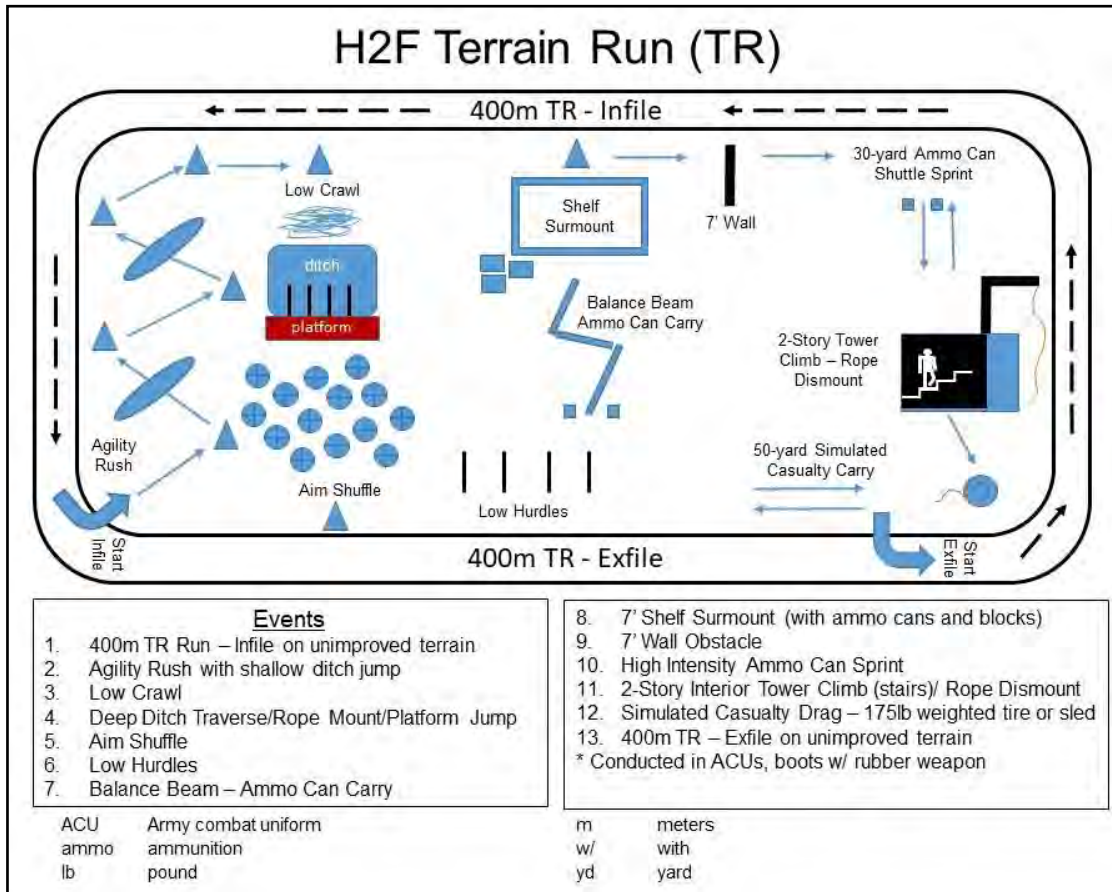 H2F Terrain Run (TR)
400m TR - Infile
Low Crawl
ditch
platform
Agility
Rush
Aim Shuffle
Start
Infile
Shelf
Surmount
7' Wall
30-yard Ammo Can
Shuttle Sprint
Balance Beam
Ammo Can Carry
2-Story Tower
Climb – Rope
Dismount
50-yard Simulated
Casualty Carry
Low Hurdles
Start
Exfile
400m TR - Exfile
Events
1. 400m TR Run – Infile on unimproved terrain
2. Agility Rush with shallow ditch jump
3. Low Crawl
4. Deep Ditch Traverse/Rope Mount/Platform Jump
5. Aim Shuffle
6. Low Hurdles
7. Balance Beam – Ammo Can Carry
8. 7' Shelf Surmount (with ammo cans and blocks)
9. 7' Wall Obstacle
10. High Intensity Ammo Can Sprint
11. 2-Story Interior Tower Climb (stairs)/ Rope Dismount
12. Simulated Casualty Drag – 175lb weighted tire or sled
13. 400m TR – Exfile on unimproved terrain
* Conducted in ACUs, boots w/ rubber weapon
ACU Army combat uniform
ammo ammunition
lb pound
m meters
w/ with
yd yard